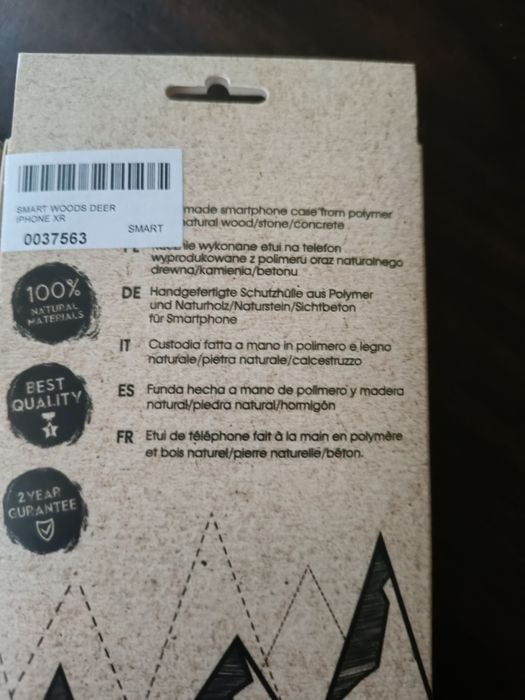 SMART WOODS DEER
IPHONE XR
SMART
0037563
made smartphone case from polymer
natural wood/stone/concrete
wykonane etui na telefon
wyprodukowane z polimeru oraz naturalnego
drewna/kamienia/betonu
DE Handgefertigte Schutzhülle aus Polymer
und Naturholz/Naturstein/Sichtbeton
für Smartphone
IT Custodia fatta a mano in polimero e legno
naturale/pietra naturale/calcestruzzo
ES Funda hecha a mano de polimero y madera
natural/piedra natural/hormigón
FR Etui de téléphone fait à la main en polymère
et bois naturel/pierre naturelle/béton.
100%
NATURAL
MATERIALS
BEST
QUALITY
1
2 YEAR
GURANTEE